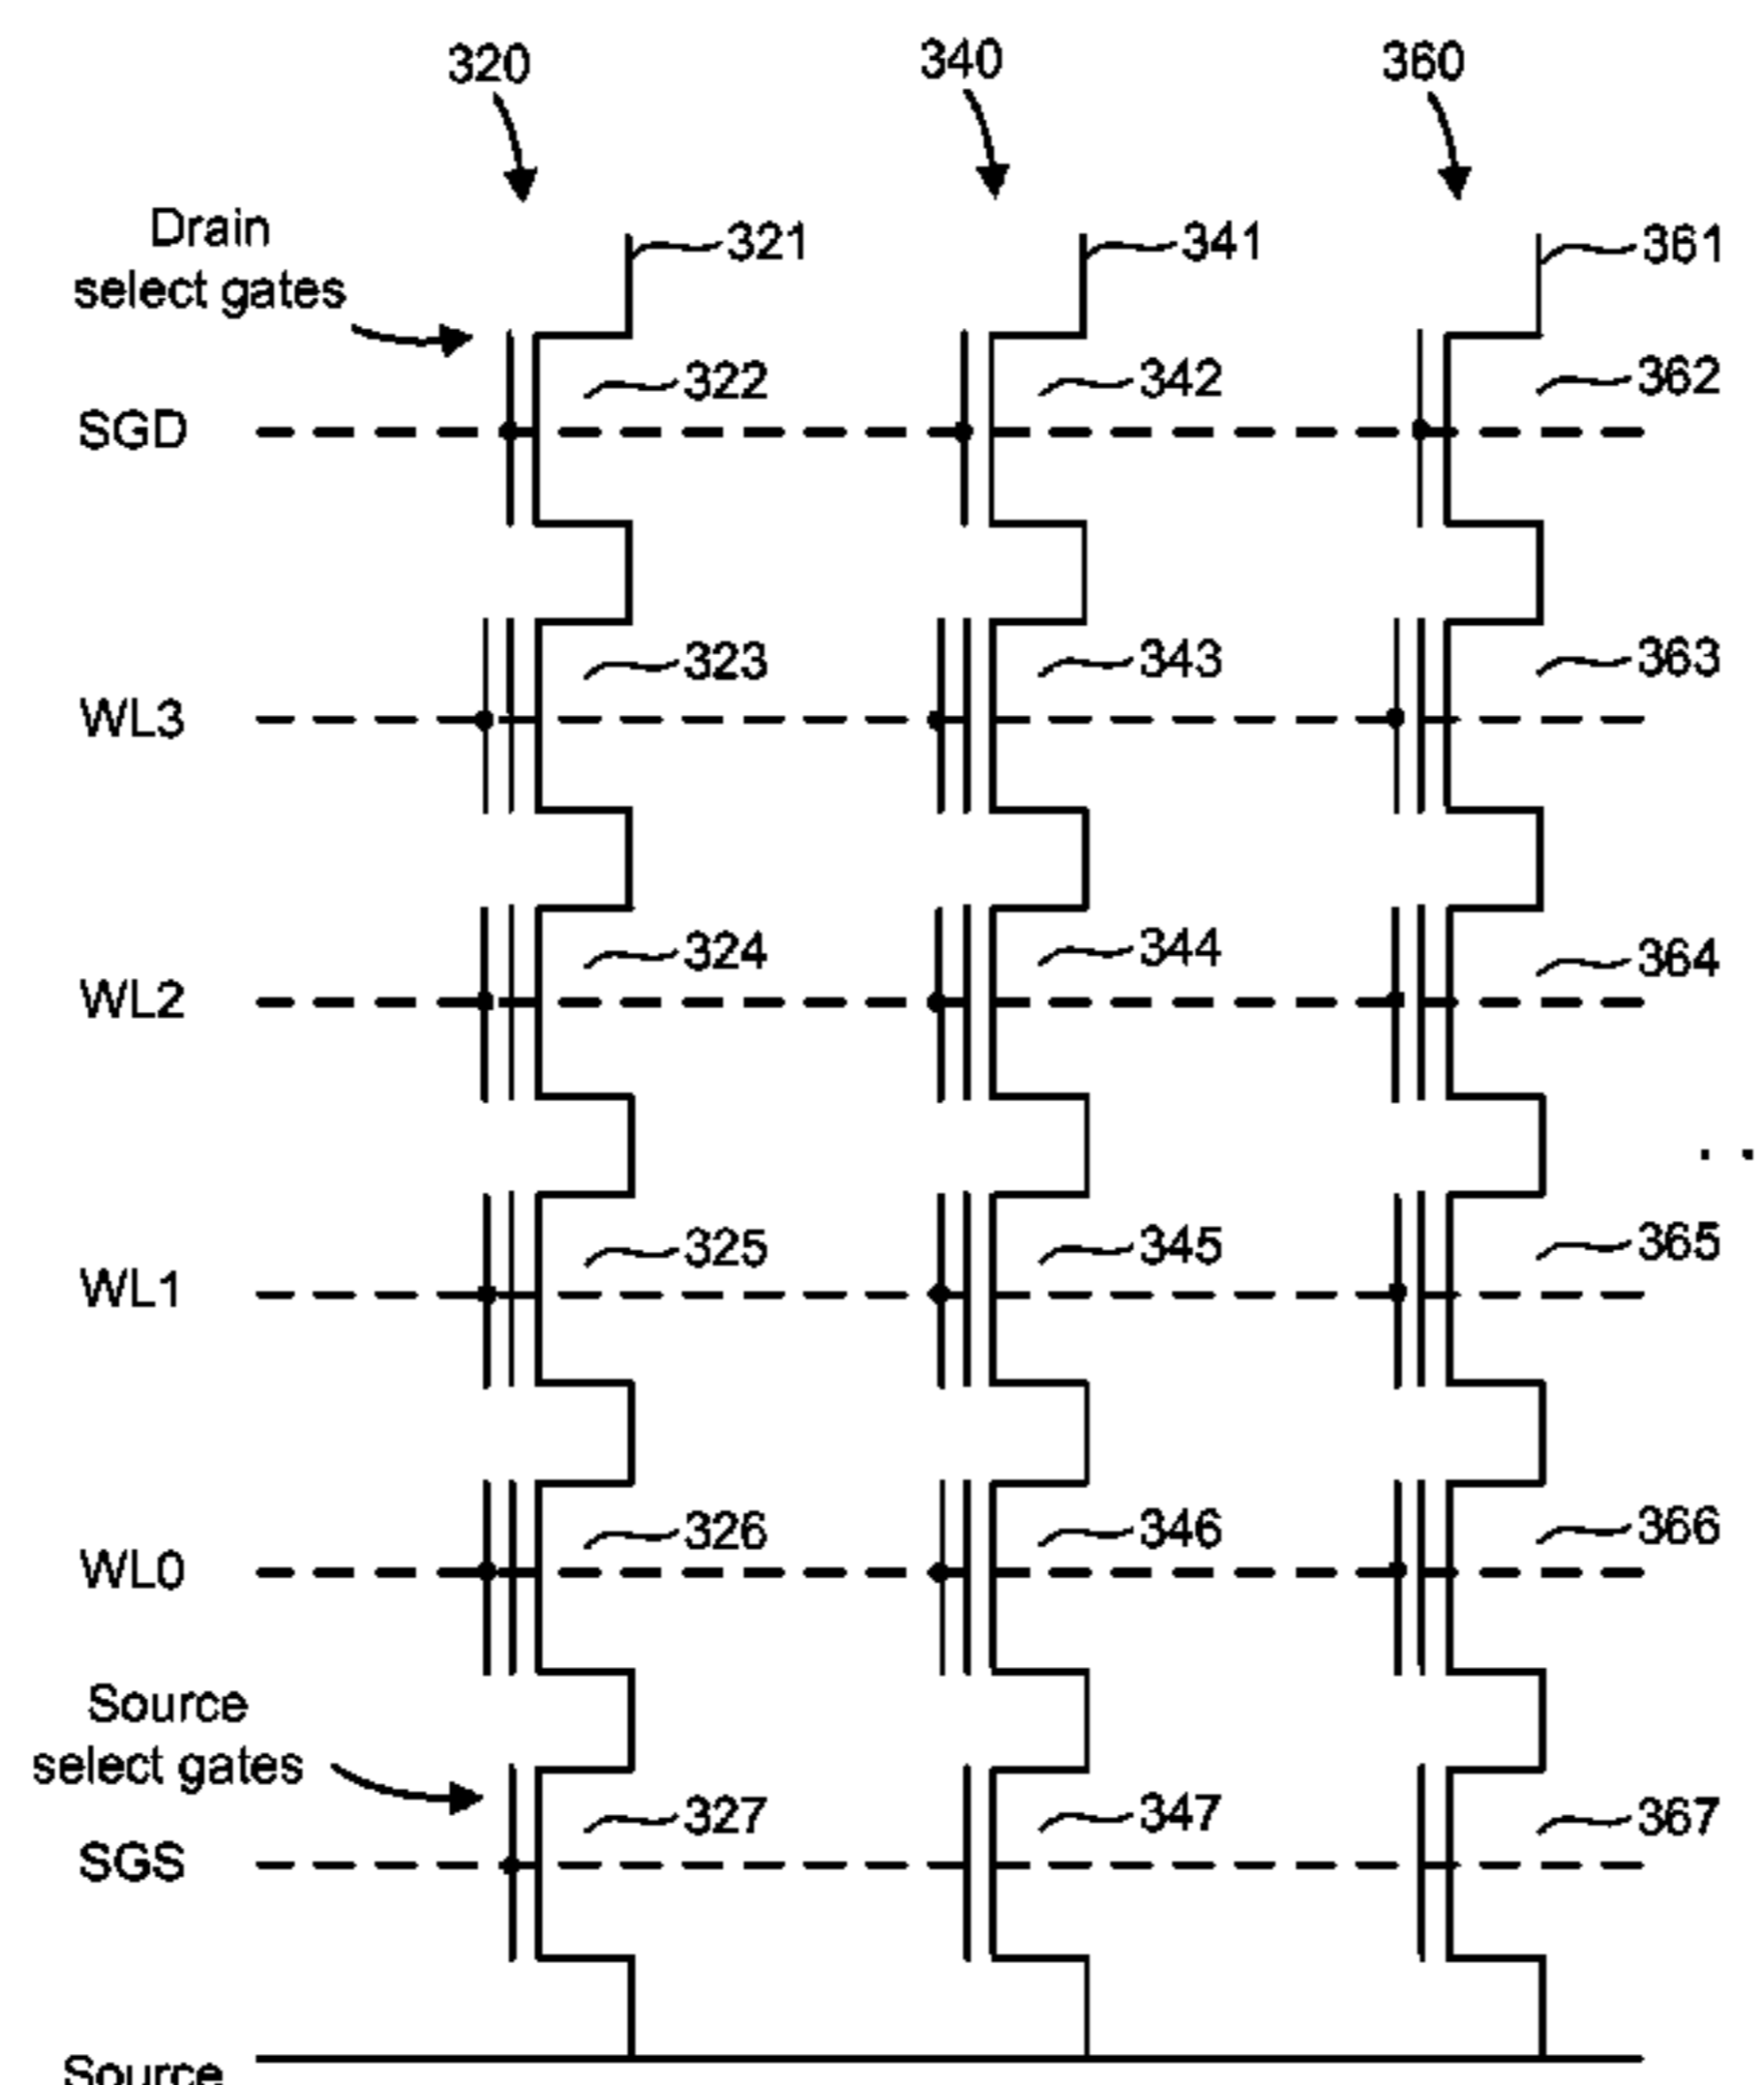 320 340 360
Drain
select gates
321 341 361
322 342 362
SGD
323 343 363
WL3
324 344 364
WL2
325 345 365
WL1
326 346 366
WL0
Source
select gates
327 347 367
SGS
Source